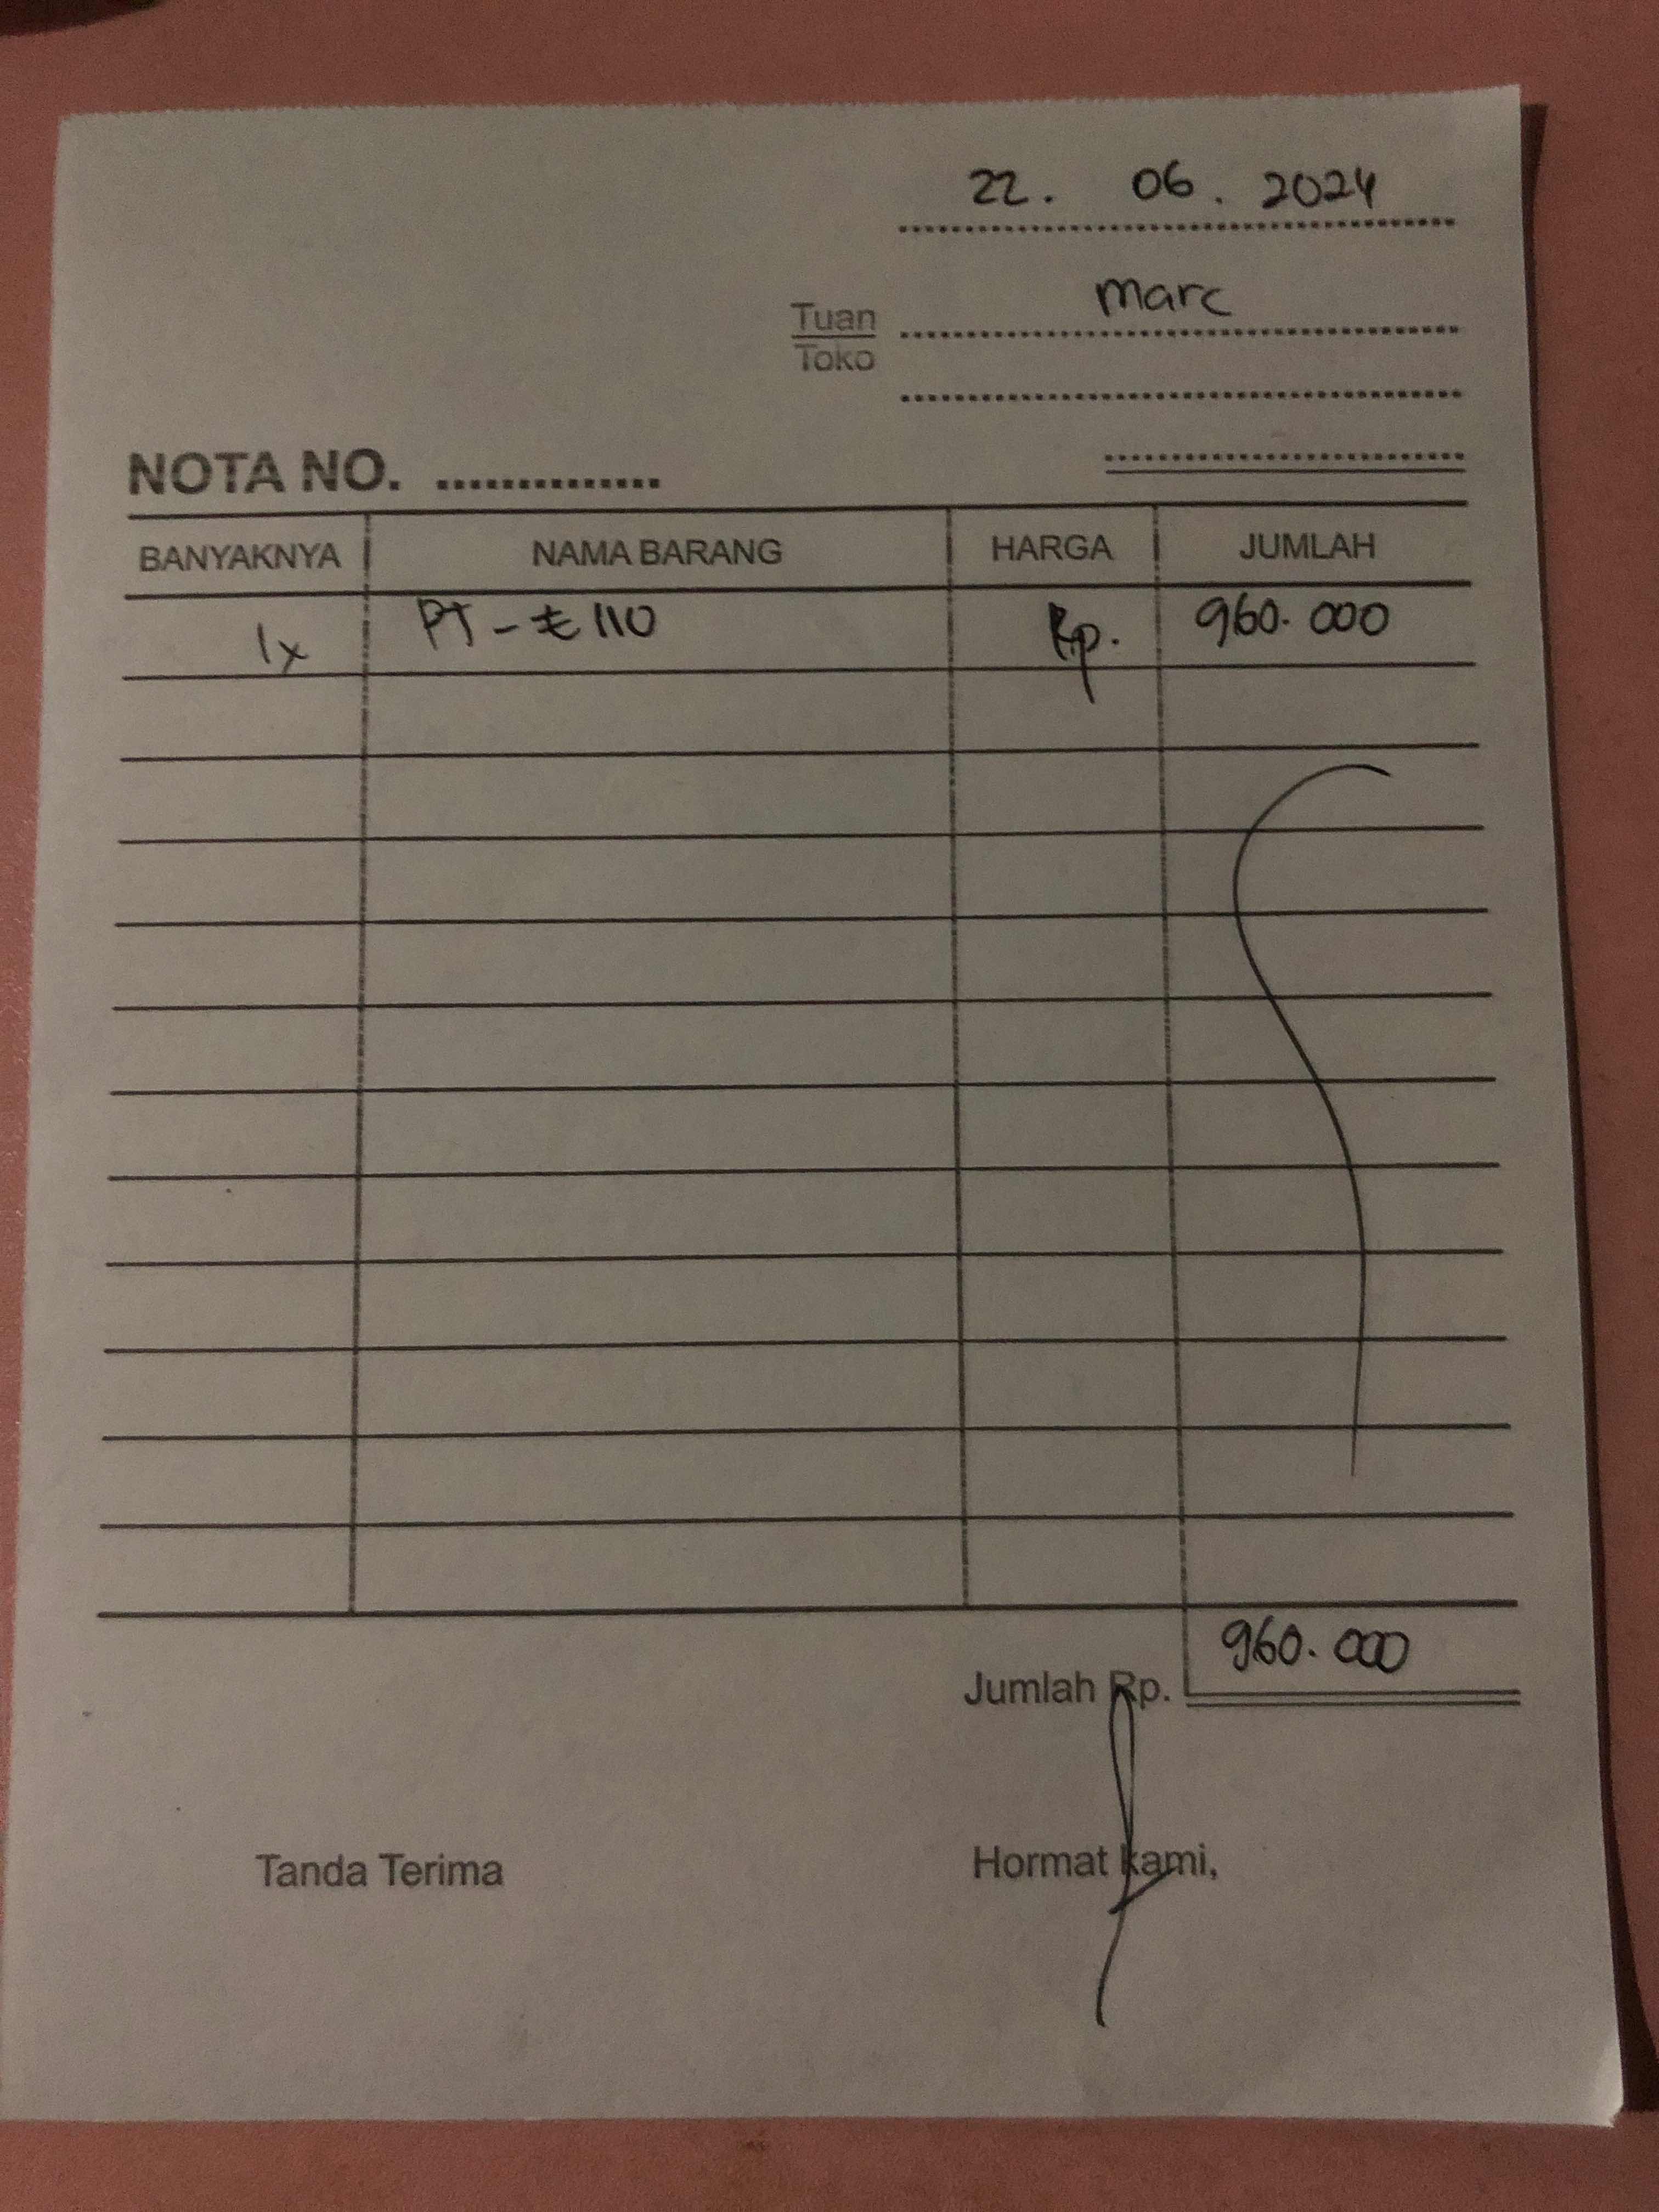 22. 06. 2024
Tuan marc
Toko
NOTA NO. ..............
BANYAKNYA NAMA BARANG HARGA JUMLAH
1x PT - 110 Rp. 960.000
Jumlah Rp. 960.000
Tanda Terima Hormat kami,